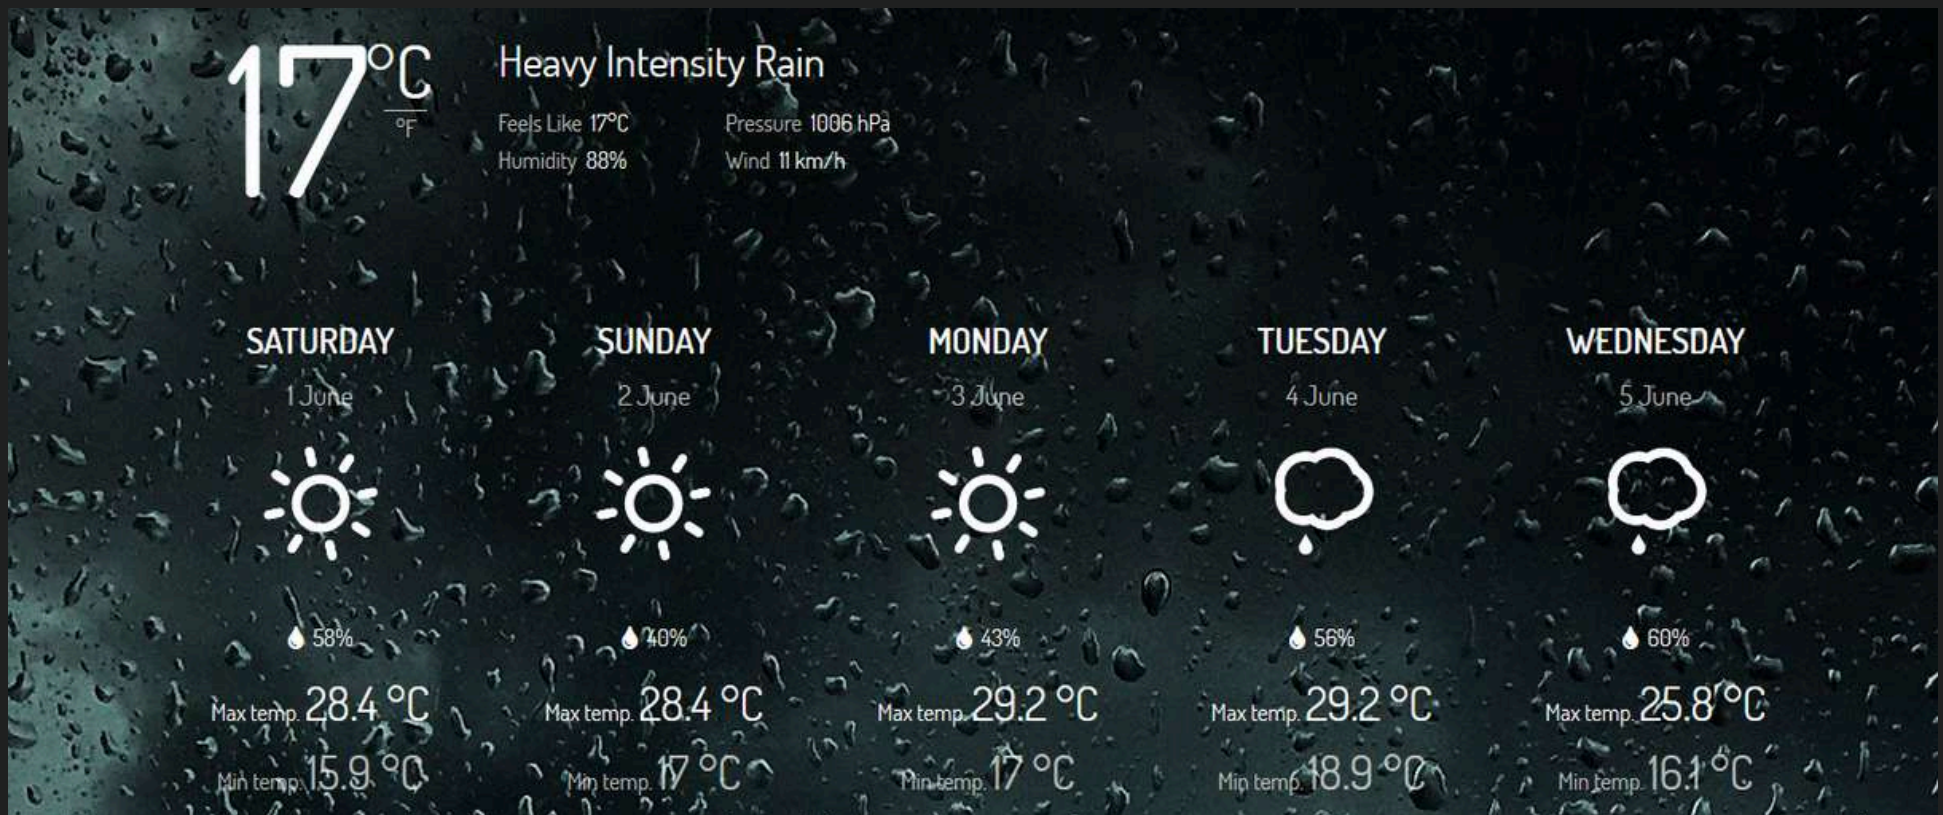 17°C
°F
Heavy Intensity Rain
Feels Like 17°C Pressure 1006 hPa
Humidity 88% Wind 11 km/h
SATURDAY SUNDAY MONDAY TUESDAY WEDNESDAY
1 June 2 June 3 June 4 June 5 June
58% 40% 43% 56% 60%
Max temp. 28.4 °C Max temp. 28.4 °C Max temp. 29.2 °C Max temp. 29.2 °C Max temp. 25.8 °C
Min temp. 15.9 °C Min temp. 17 °C Min temp. 17 °C Min temp. 18.9 °C Min temp. 16.1 °C